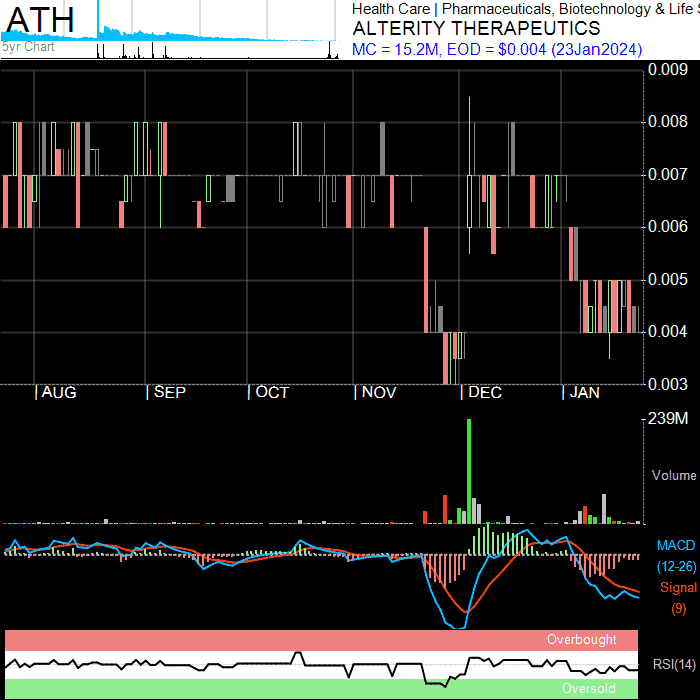 ATH
5yr Chart
Health Care | Pharmaceuticals, Biotechnology & Life S
ALTERITY THERAPEUTICS
MC = 15.2M, EOD = $0.004 (23Jan2024)
0.009
0.008
0.007
0.006
0.005
0.004
0.003
| AUG | SEP | OCT | NOV | DEC | JAN
239M
Volume
MACD
(12-26)
Signal
(9)
Overbought
RSI(14)
Oversold